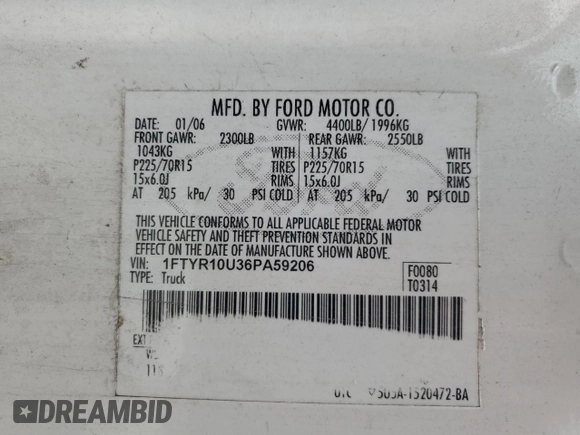 MFD. BY FORD MOTOR CO.
DATE: 01/06 GVWR: 4400LB/ 1996KG
FRONT GAWR: 2300LB REAR GAWR: 2550LB
1043KG WITH 1157KG WITH
P225/70R15 TIRES P225/70R15 TIRES
15x6.0J RIMS 15x6.0J RIMS
AT 205 kPa/ 30 PSI COLD AT 205 kPa/ 30 PSI COLD
THIS VEHICLE CONFORMS TO ALL APPLICABLE FEDERAL MOTOR
VEHICLE SAFETY AND THEFT PREVENTION STANDARDS IN
EFFECT ON THE DATE OF MANUFACTURE SHOWN ABOVE.
VIN: 1FTYR10U36PA59206 F0080
TYPE: Truck T0314
EXT
-1520472-BA
DREAMBID